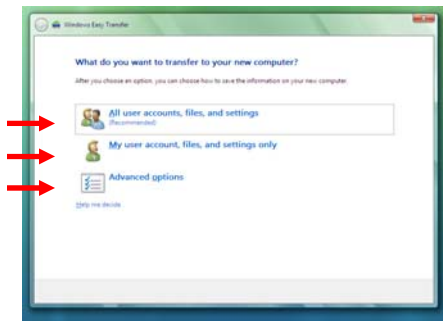 Windows Easy Transfer
What do you want to transfer to your new computer?
After you choose an option, you can choose how to save the information on your new computer.
All user accounts, files, and settings
(Recommended)
My user account, files, and settings only
Advanced options
Help me decide